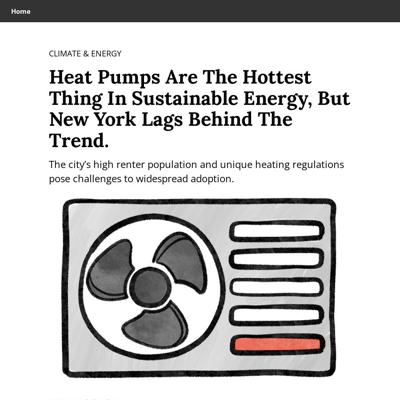 Home
CLIMATE & ENERGY
Heat Pumps Are The Hottest
Thing In Sustainable Energy, But
New York Lags Behind The
Trend.
The city’s high renter population and unique heating regulations
pose challenges to widespread adoption.